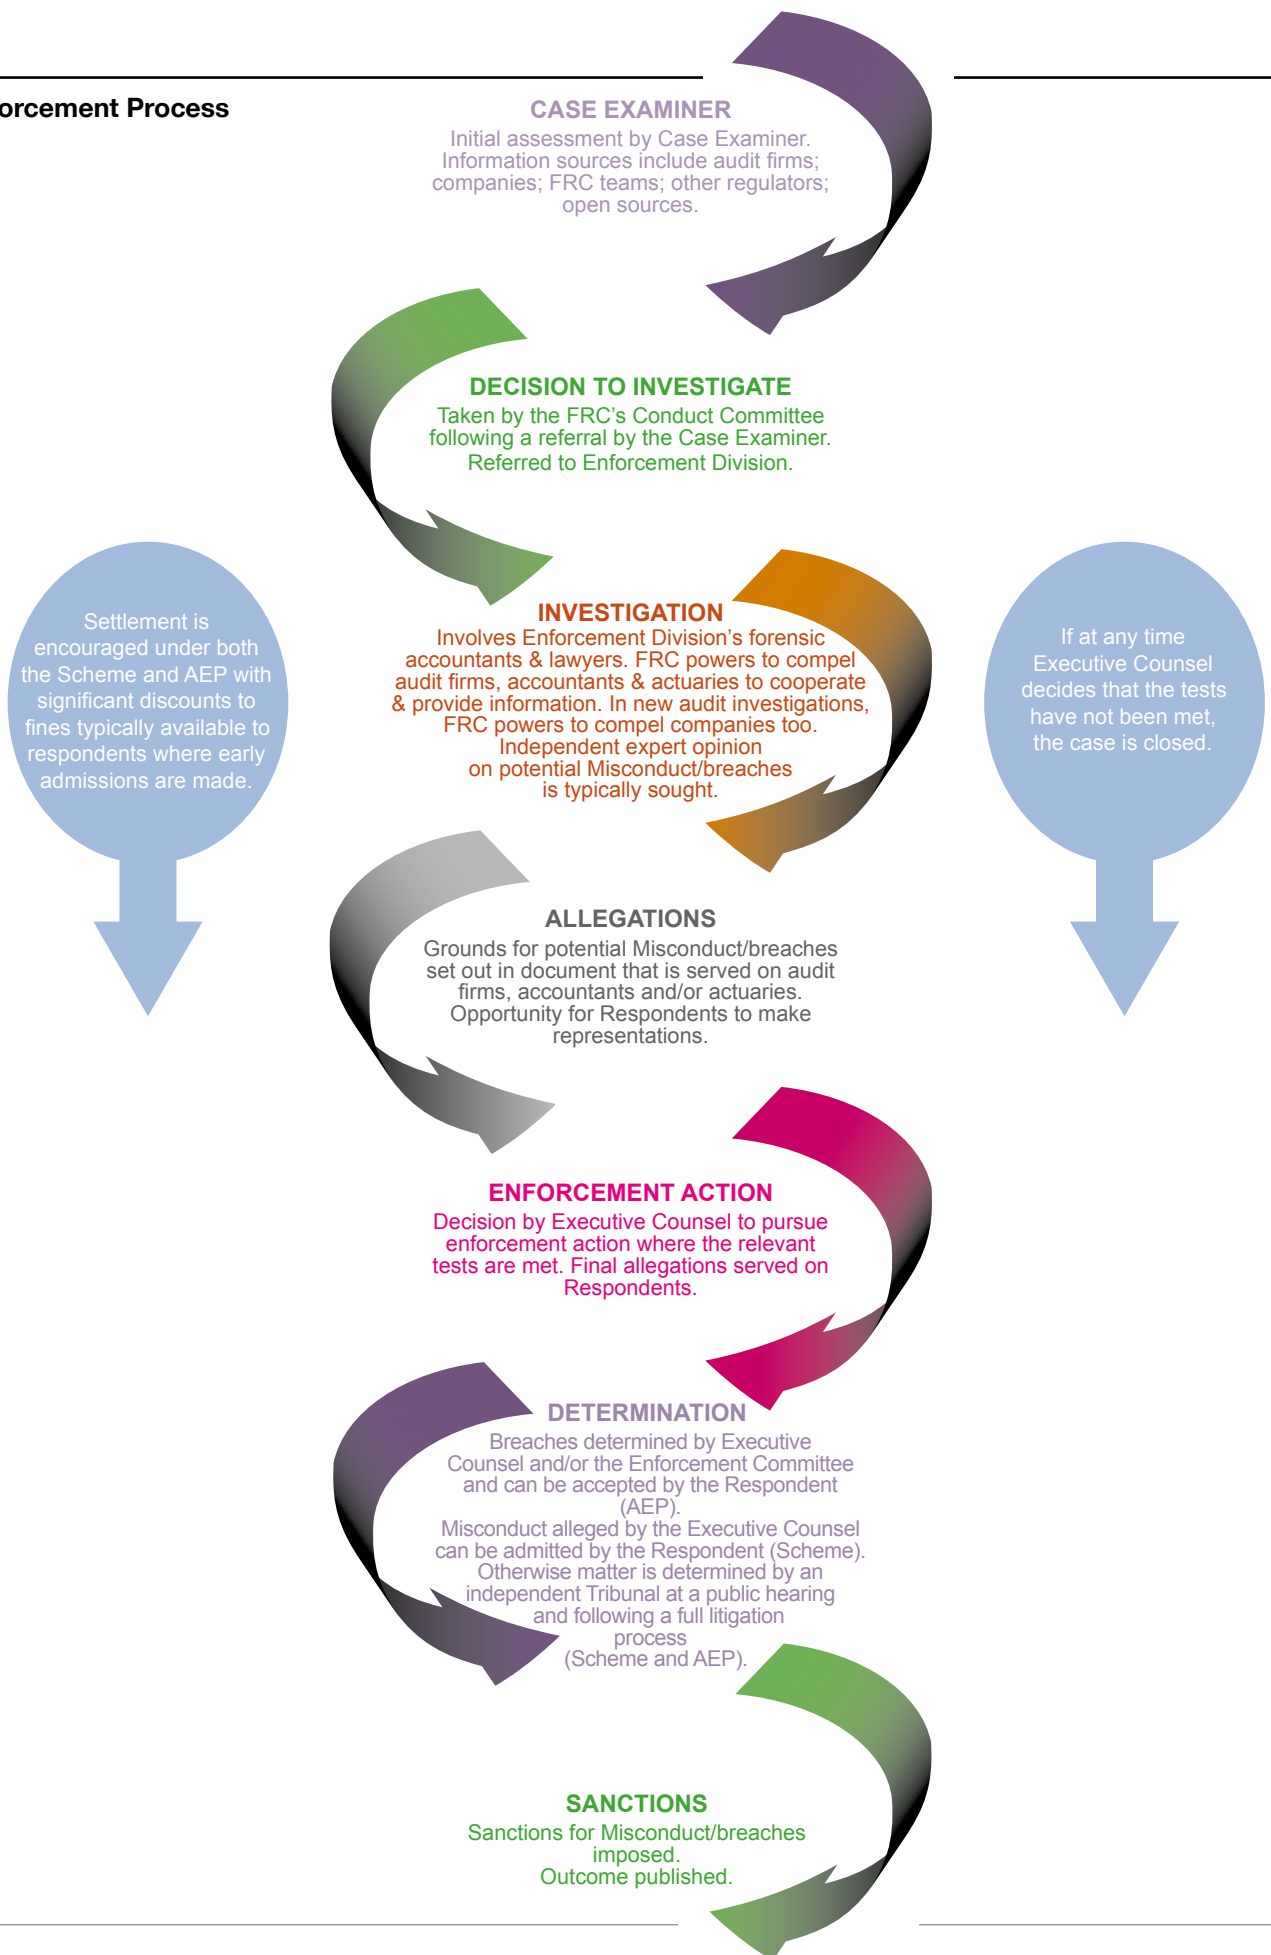 orcement Process
CASE EXAMINER
Initial assessment by Case Examiner.
Information sources include audit firms;
companies; FRC teams; other regulators;
open sources.
DECISION TO INVESTIGATE
Taken by the FRC's Conduct Committee
following a referral by the Case Examiner.
Referred to Enforcement Division.
Settlement is
encouraged under both
the Scheme and AEP with
significant discounts to
fines typically available to
respondents where early
admissions are made.
INVESTIGATION
Involves Enforcement Division's forensic
accountants & lawyers. FRC powers to compel
audit firms, accountants & actuaries to cooperate
& provide information. In new audit investigations,
FRC powers to compel companies too.
Independent expert opinion
on potential Misconduct/breaches
is typically sought.
If at any time
Executive Counsel
decides that the tests
have not been met,
the case is closed.
ALLEGATIONS
Grounds for potential Misconduct/breaches
set out in document that is served on audit
firms, accountants and/or actuaries.
Opportunity for Respondents to make
representations.
ENFORCEMENT ACTION
Decision by Executive Counsel to pursue
enforcement action where the relevant
tests are met. Final allegations served on
Respondents.
DETERMINATION
Breaches determined by Executive
Counsel and/or the Enforcement Committee
and can be accepted by the Respondent
(AEP).
Misconduct alleged by the Executive Counsel
can be admitted by the Respondent (Scheme).
Otherwise matter is determined by an
independent Tribunal at a public hearing
and following a full litigation
process
(Scheme and AEP).
SANCTIONS
Sanctions for Misconduct/breaches
imposed.
Outcome published.